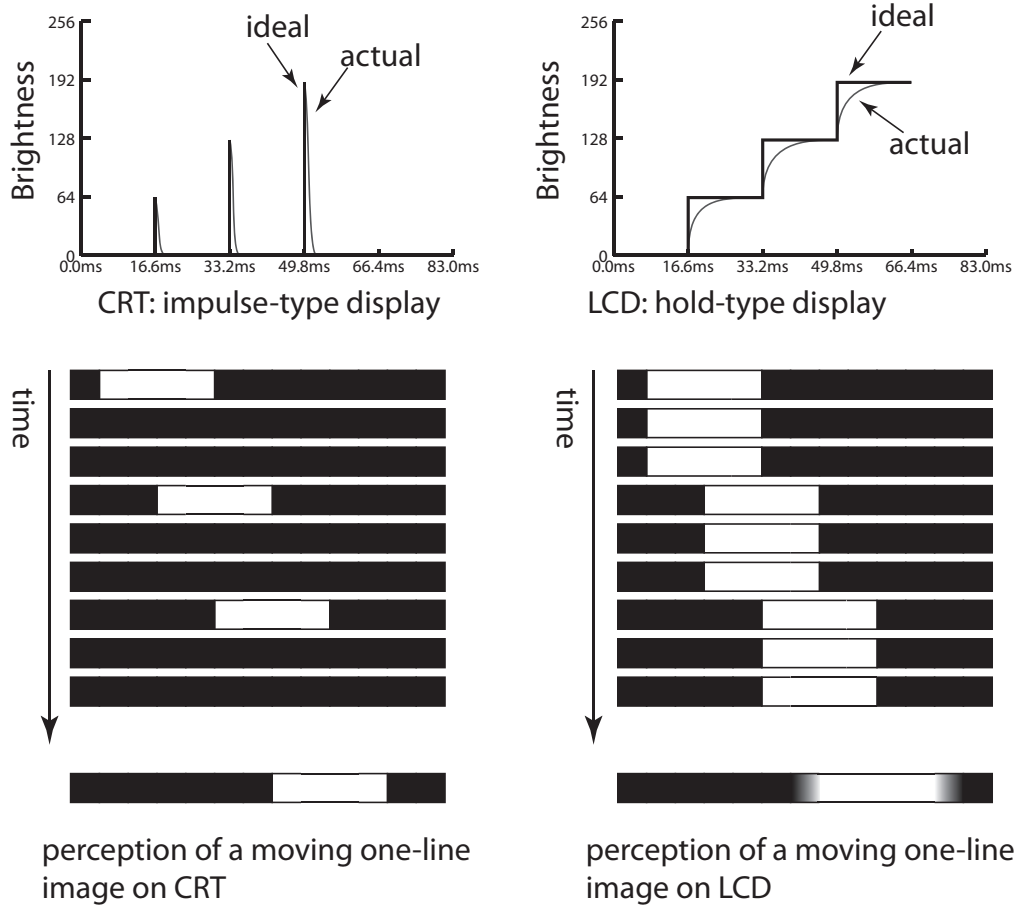 256
192
128
64
0
Brightness
ideal
actual
0.0ms 16.6ms 33.2ms 49.8ms 66.4ms 83.0ms
CRT: impulse-type display
256
192
128
64
0
Brightness
ideal
actual
0.0ms 16.6ms 33.2ms 49.8ms 66.4ms 83.0ms
LCD: hold-type display
time
time
perception of a moving one-line
image on CRT
perception of a moving one-line
image on LCD